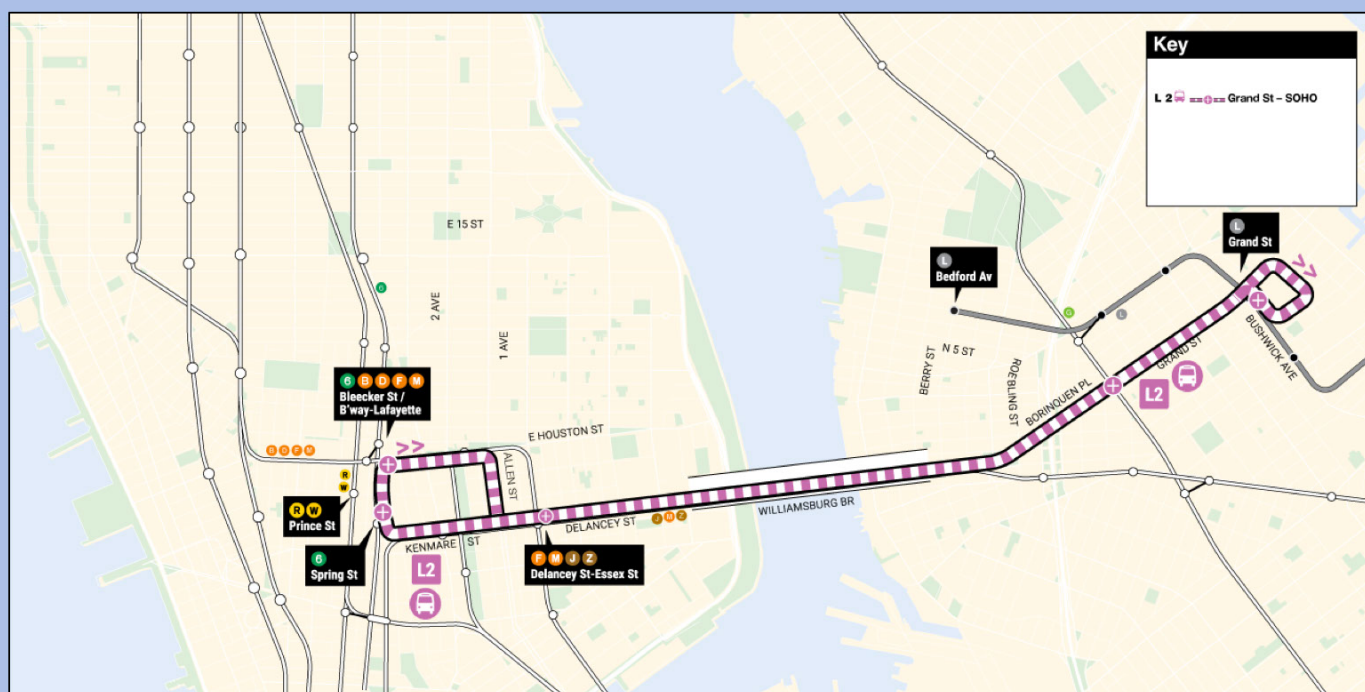 Key
L 2 Grand St – SOHO
E 15 ST
2 AVE
1 AVE
6
L
Grand St
L
Bedford Av
G
L
N 5 ST
BERRY ST
ROEBLING ST
BORINQUEN PL
GRAND ST
BUSHWICK AVE
L2
6 B D F M
Bleecker St /
B'way-Lafayette
>>
>>
B D F M
E HOUSTON ST
ALLEN ST
R
W
R W
Prince St
6
Spring St
KENMARE ST
L2
DELANCEY ST
J M Z
WILLIAMSBURG BR
F M J Z
Delancey St-Essex St